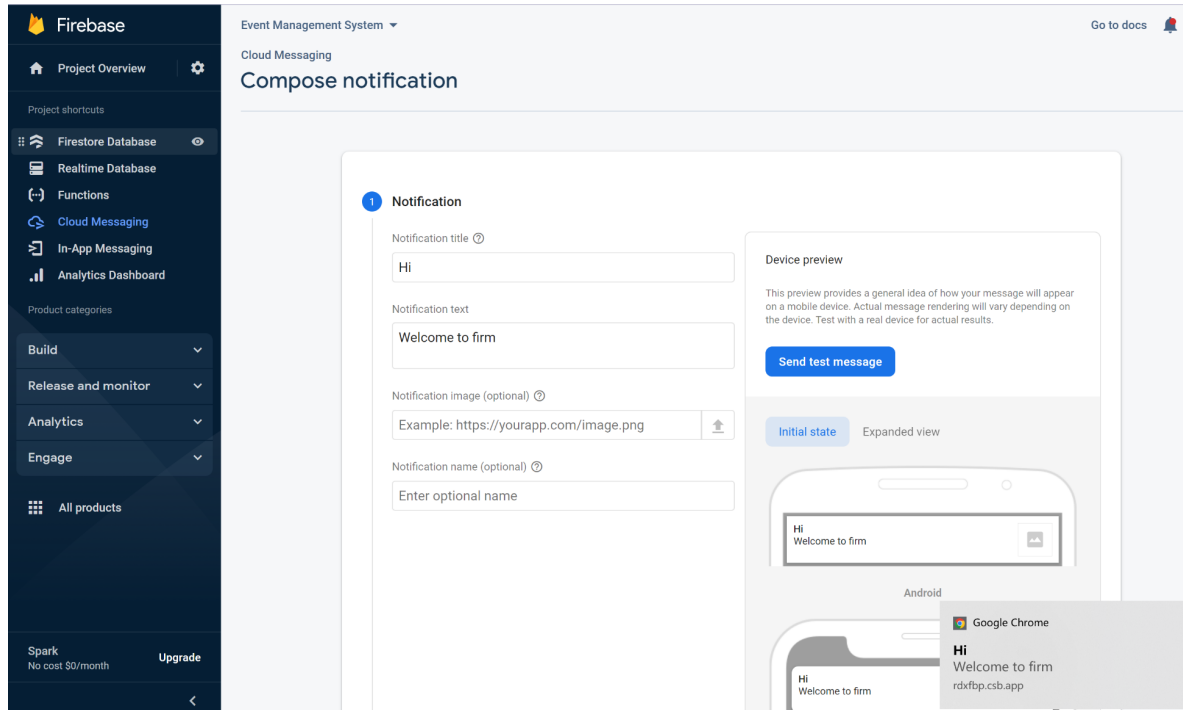 Firebase
Project Overview
Project shortcuts
Firestore Database
Realtime Database
Functions
Cloud Messaging
In-App Messaging
Analytics Dashboard
Product categories
Build
Release and monitor
Analytics
Engage
All products
Spark
No cost $0/month
Upgrade
Event Management System
Go to docs
Cloud Messaging
Compose notification
1 Notification
Notification title
Hi
Notification text
Welcome to firm
Notification image (optional)
Example: https://yourapp.com/image.png
Notification name (optional)
Enter optional name
Device preview
This preview provides a general idea of how your message will appear
on a mobile device. Actual message rendering will vary depending on
the device. Test with a real device for actual results.
Send test message
Initial state Expanded view
Hi
Welcome to firm
Android
Hi
Welcome to firm
Google Chrome
Hi
Welcome to firm
rdxfbp.csb.app